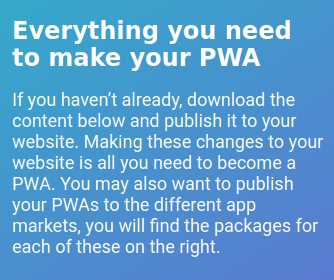 Everything you need
to make your PWA
If you haven’t already, download the
content below and publish it to your
website. Making these changes to your
website is all you need to become a
PWA. You may also want to publish
your PWAs to the different app
markets, you will find the packages for
each of these on the right.